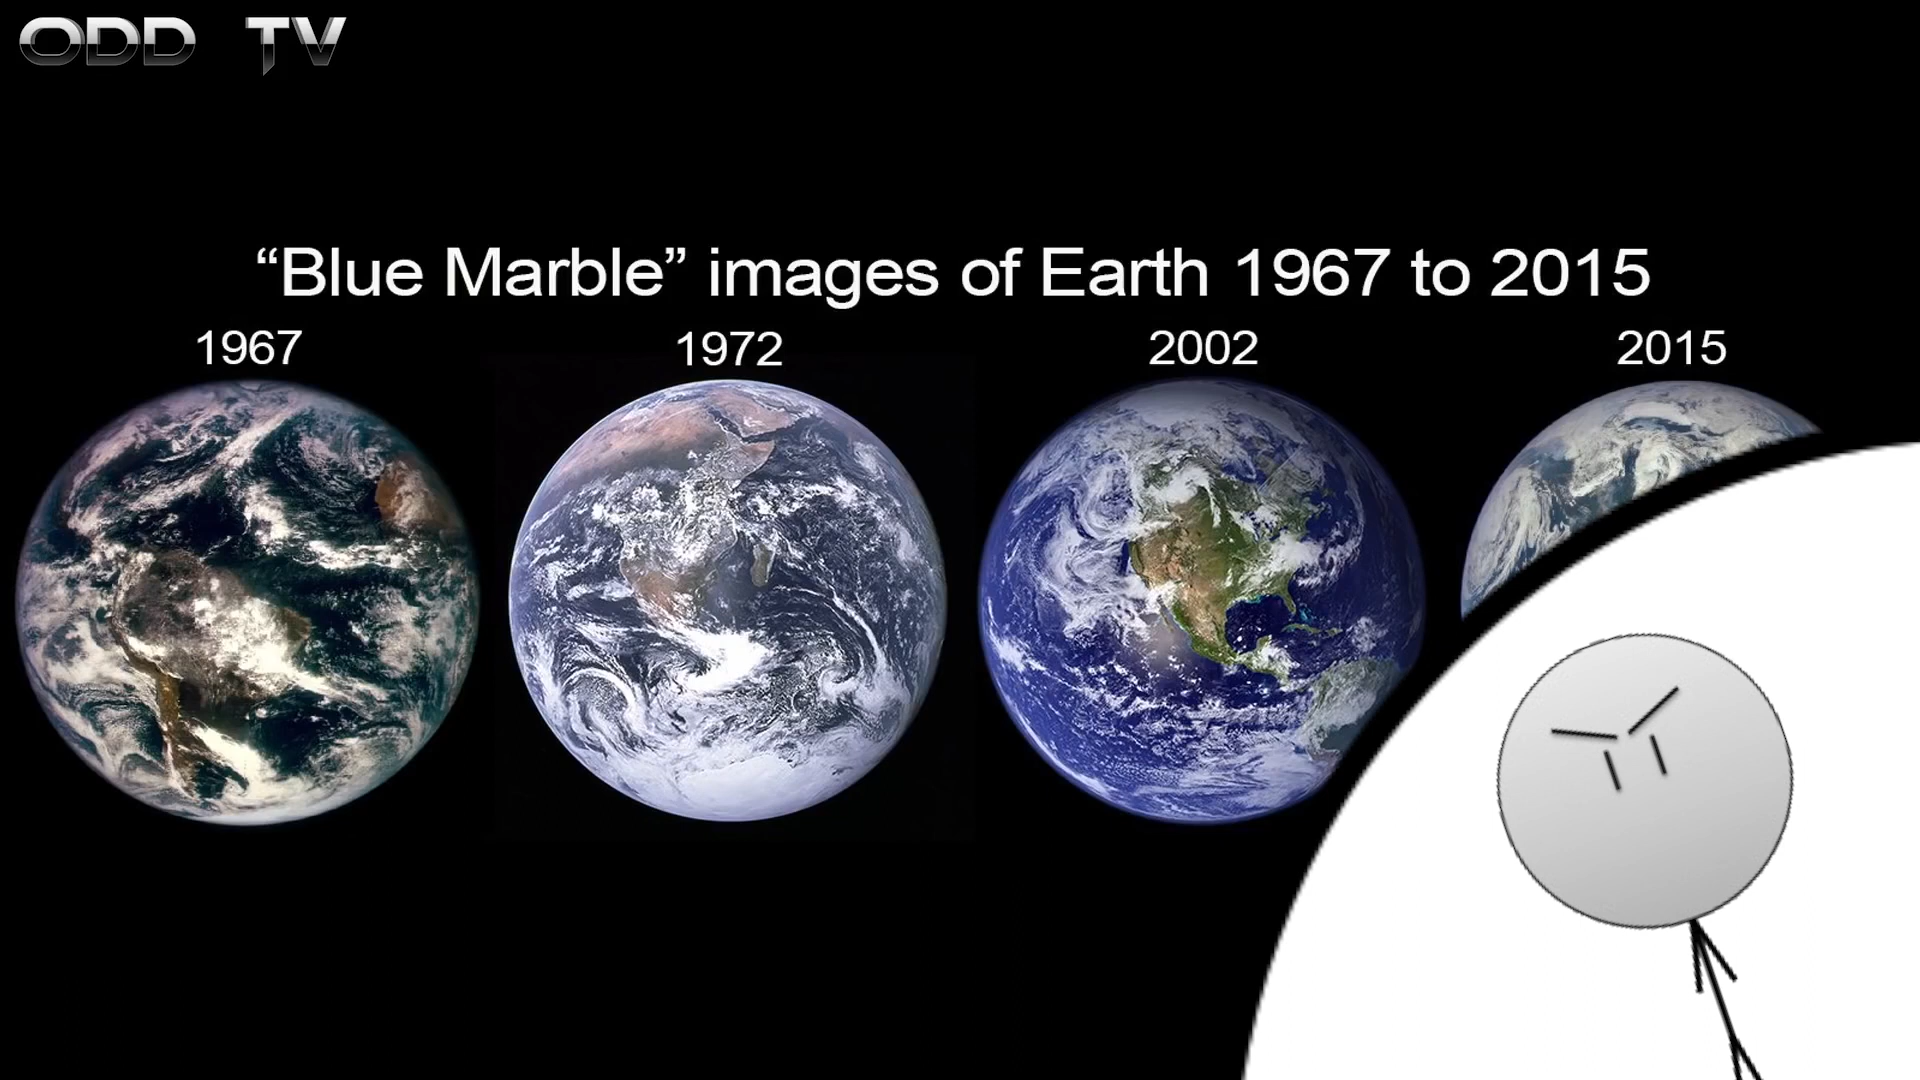 ODD TV
“Blue Marble” images of Earth 1967 to 2015
1967
1972
2002
2015